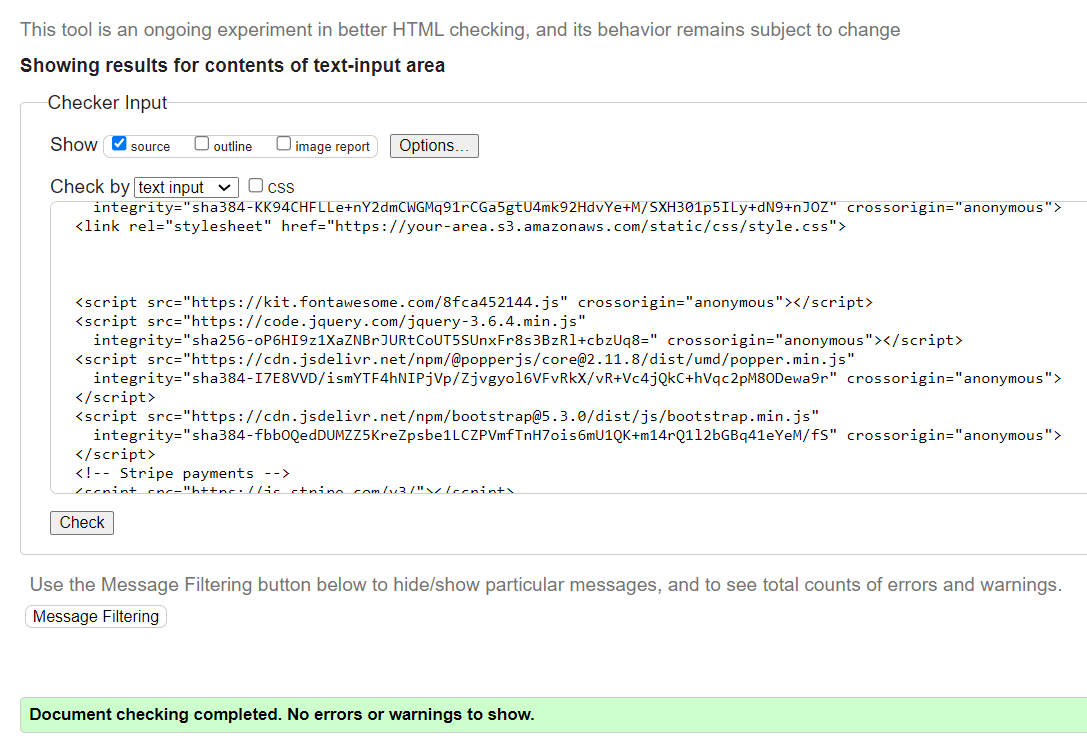 This tool is an ongoing experiment in better HTML checking, and its behavior remains subject to change
Showing results for contents of text-input area
Checker Input
Show source outline image report Options...
Check by text input CSS
integrity="sha384-KK94CHFLLe+nY2dmCWGMq91rCGa5gtU4mk92HdvYe+M/SXH301p5ILy+dN9+nJOZ" crossorigin="anonymous">
<link rel="stylesheet" href="https://your-area.s3.amazonaws.com/static/css/style.css">
<script src="https://kit.fontawesome.com/8fca452144.js" crossorigin="anonymous"></script>
<script src="https://code.jquery.com/jquery-3.6.4.min.js"
integrity="sha256-oP6HI9z1XaZNBrJURtCoUT5SUnxFr8s3BzRl+cbzUq8=" crossorigin="anonymous"></script>
<script src="https://cdn.jsdelivr.net/npm/@popperjs/core@2.11.8/dist/umd/popper.min.js"
integrity="sha384-I7E8VVD/ismYTF4hNIPjVp/Zjvgyol6VFvRkX/vR+Vc4jQkC+hVqc2pM8ODewa9r" crossorigin="anonymous">
</script>
<script src="https://cdn.jsdelivr.net/npm/bootstrap@5.3.0/dist/js/bootstrap.min.js"
integrity="sha384-fbbOQedDUMZZ5KreZpsbe1LCZPVmfTnH7ois6mU1QK+m14rQ1l2bGBq41eYeM/fS" crossorigin="anonymous">
</script>
<!-- Stripe payments -->
<script src="https://js.stripe.com/v3/"></script>
Check
Use the Message Filtering button below to hide/show particular messages, and to see total counts of errors and warnings.
Message Filtering
Document checking completed. No errors or warnings to show.